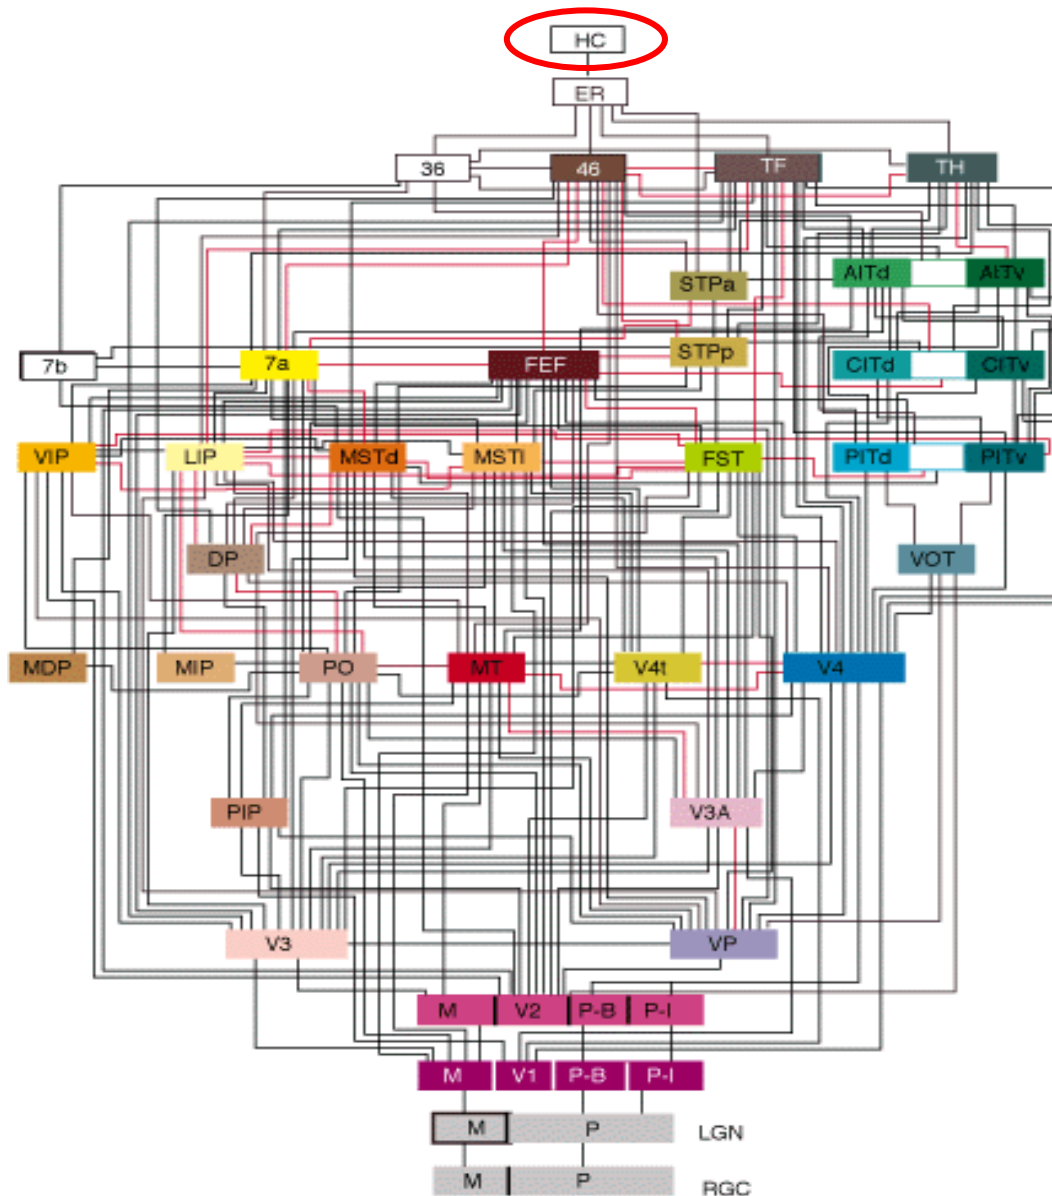 HC
ER
36 46 TF TH
STPa AITd AITv
7b 7a FEF STPp CITd CITv
VIP LIP MSTd MSTl FST PITd PITv
DP VOT
MDP MIP PO MT V4t V4
PIP V3A
V3 VP
M V2 P-B P-I
M V1 P-B P-I
M P LGN
M P RGC